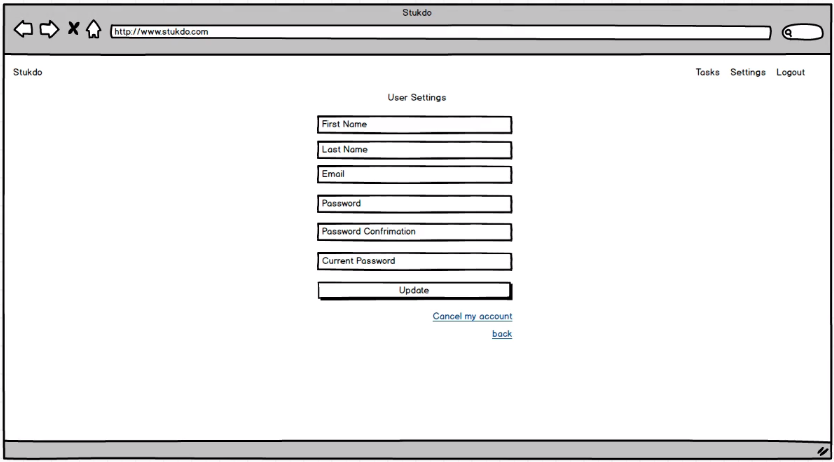 Stukdo
http://www.stukdo.com
Stukdo
Tasks Settings Logout
User Settings
First Name
Last Name
Email
Password
Password Confrimation
Current Password
Update
Cancel my account
back